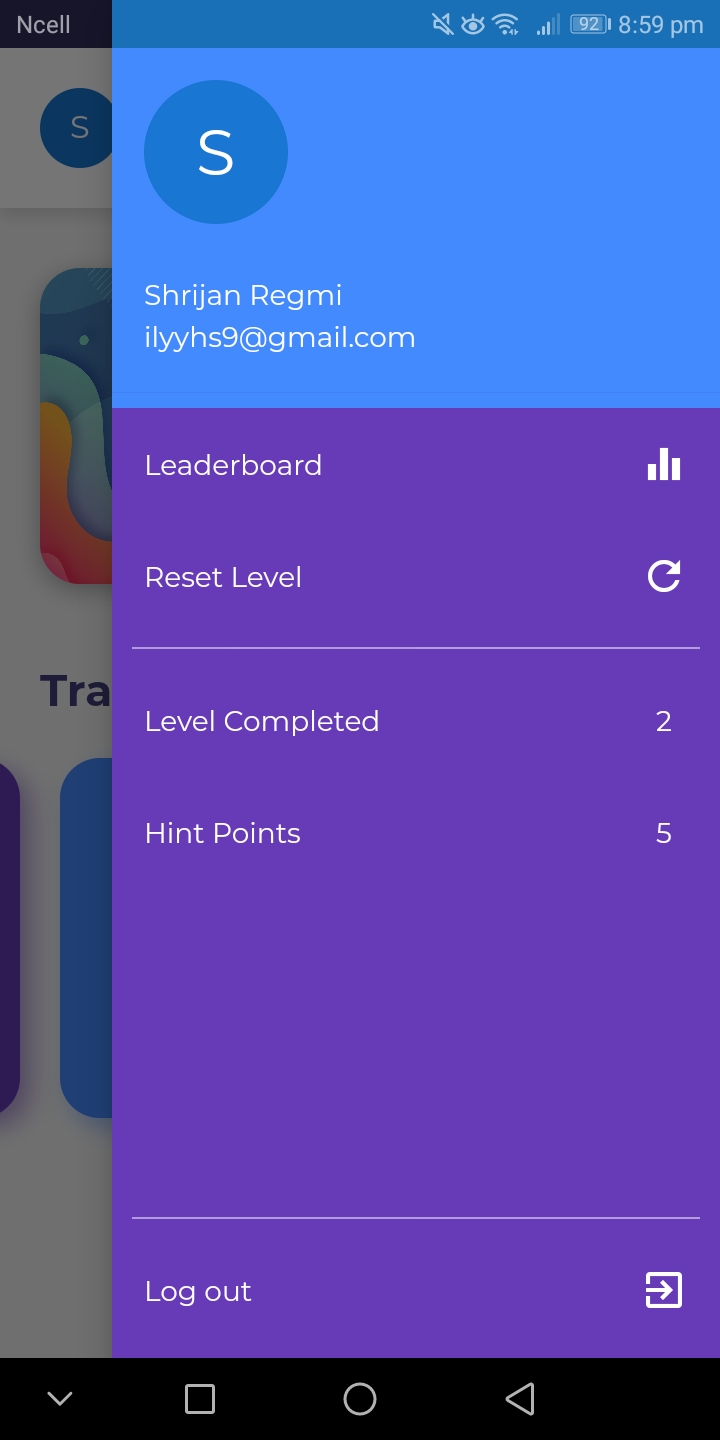 Ncell
92
8:59 pm
S
S
Shrijan Regmi
ilyyhs9@gmail.com
Leaderboard
Reset Level
Tra
Level Completed 2
Hint Points 5
Log out